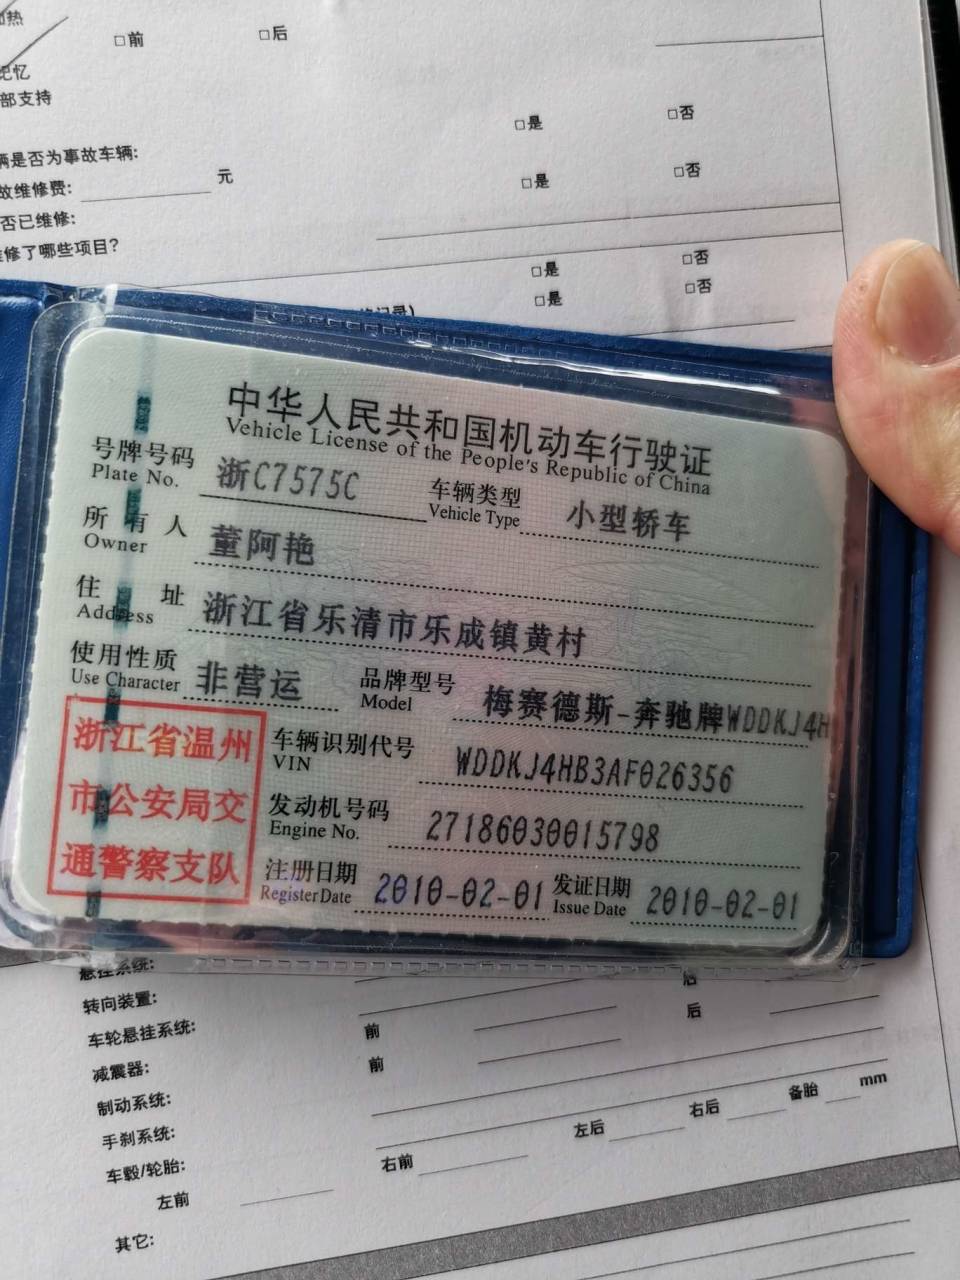 加热
□前 □后
记忆
部支持
□是 □否
辆是否为事故车辆:
故维修费: 元
□是 □否
否已维修:
维修了哪些项目?
□是 □否
□是 □否
修记录)
中华人民共和国机动车行驶证
Vehicle License of the People's Republic of China
号牌号码 浙C7575C 车辆类型 小型轿车
Plate No. Vehicle Type
所有人 董阿艳
Owner
住址 浙江省乐清市乐成镇黄村
Address
使用性质 非营运 品牌型号 梅赛德斯-奔驰牌WDDKJ4H
Use Character Model
浙江省温州
市公安局交
通警察支队
车辆识别代号 WDDKJ4HB3AF026356
VIN
发动机号码 27186030015798
Engine No.
注册日期 2010-02-01 发证日期 2010-02-01
Register Date Issue Date
悬挂系统: 后
转向装置: 后
车轮悬挂系统: 前
减震器: 前
制动系统:
手刹系统: 左后 右后 备胎 mm
车毂/轮胎: 右前
左前
其它: